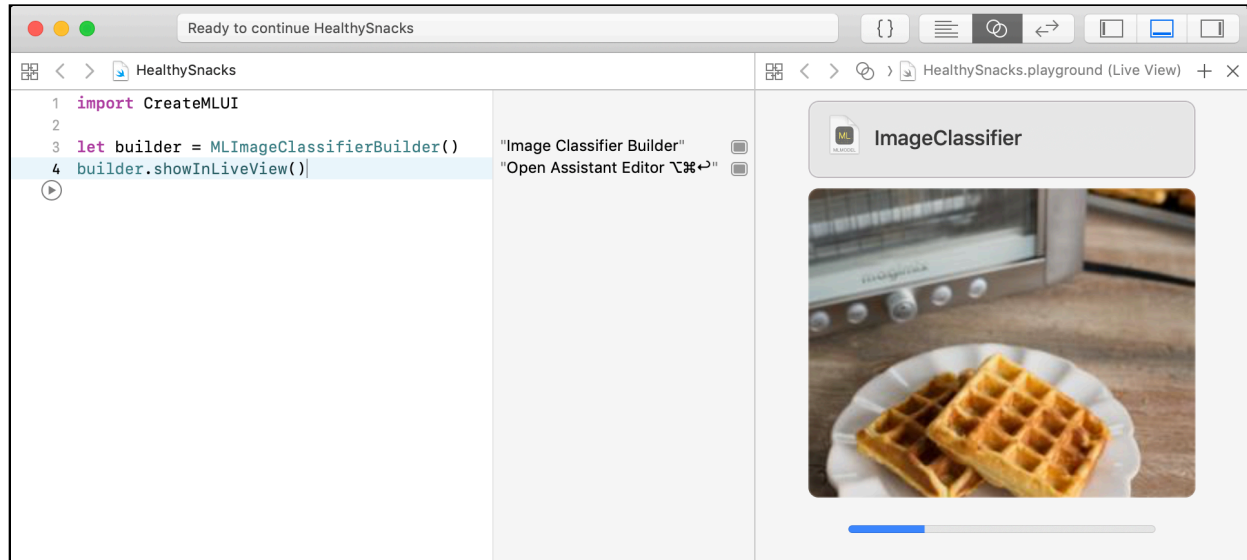 Ready to continue HealthySnacks
{ }
HealthySnacks
HealthySnacks.playground (Live View)
1 import CreateMLUI
2
3 let builder = MLImageClassifierBuilder()
4 builder.showInLiveView()
"Image Classifier Builder"
"Open Assistant Editor ⌥⌘↩"
ML
MLMODEL
ImageClassifier
magimix